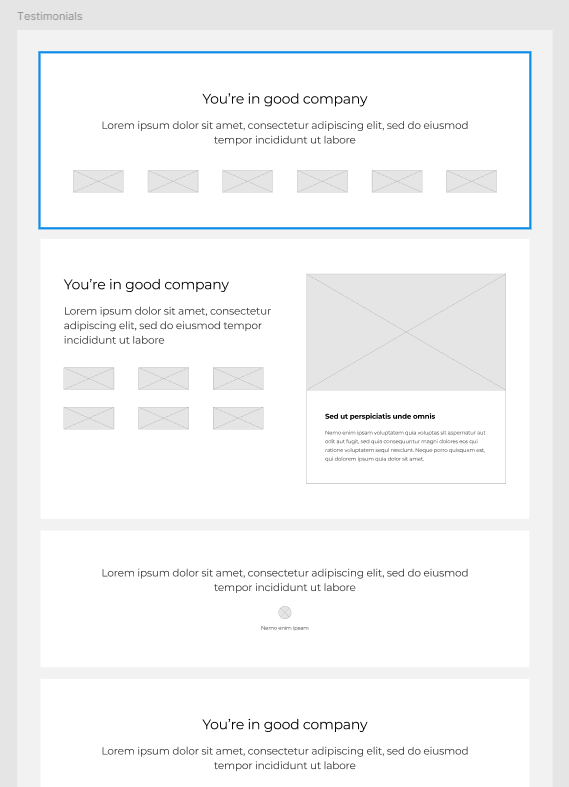 Testimonials
You're in good company
Lorem ipsum dolor sit amet, consectetur adipiscing elit, sed do eiusmod
tempor incididunt ut labore
You're in good company
Lorem ipsum dolor sit amet, consectetur
adipiscing elit, sed do eiusmod tempor
incididunt ut labore
Sed ut perspiciatis unde omnis
Nemo enim ipsam voluptatem quia voluptas sit aspernatur aut
odit aut fugit, sed quia consequuntur magni dolores eos qui
ratione voluptatem sequi nesciunt. Neque porro quisquam est,
qui dolorem ipsum quia dolor sit amet.
Lorem ipsum dolor sit amet, consectetur adipiscing elit, sed do eiusmod
tempor incididunt ut labore
Nemo enim ipsam
You're in good company
Lorem ipsum dolor sit amet, consectetur adipiscing elit, sed do eiusmod
tempor incididunt ut labore